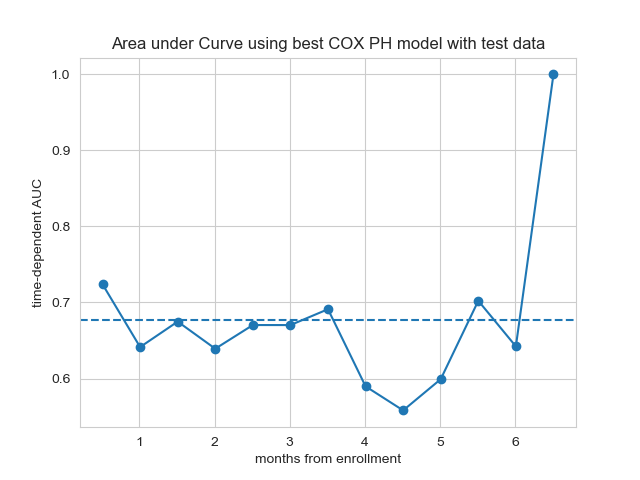 Area under Curve using best COX PH model with test data
1.0
0.9
0.8
0.7
0.6
time-dependent AUC
1 2 3 4 5 6
months from enrollment